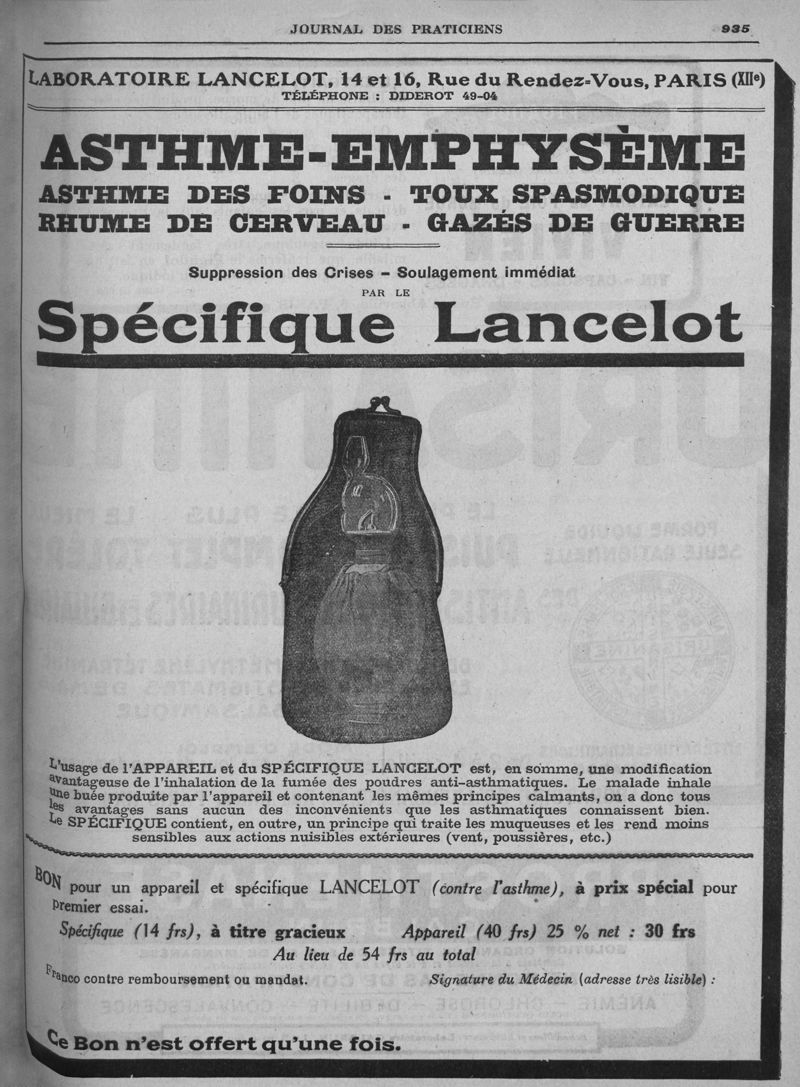 JOURNAL DES PRATICIENS 935
LABORATOIRE LANCELOT, 14 et 16, Rue du Rendez-Vous, PARIS (XIIe)
TÉLÉPHONE : DIDEROT 49-04
ASTHME-EMPHYSÈME
ASTHME DES FOINS - TOUX SPASMODIQUE
RHUME DE CERVEAU - GAZÉS DE GUERRE
Suppression des Crises - Soulagement immédiat
PAR LE
Spécifique Lancelot
L'usage de l'APPAREIL et du SPÉCIFIQUE LANCELOT est, en somme, une modification
avantageuse de l'inhalation de la fumée des poudres anti-asthmatiques. Le malade inhale
une buée produite par l'appareil et contenant les mêmes principes calmants, on a donc tous
les avantages sans aucun des inconvénients que les asthmatiques connaissent bien.
Le SPÉCIFIQUE contient, en outre, un principe qui traite les muqueuses et les rend moins
sensibles aux actions nuisibles extérieures (vent, poussières, etc.)
BON pour un appareil et spécifique LANCELOT (contre l'asthme), à prix spécial pour
premier essai.
Spécifique (14 frs), à titre gracieux Appareil (40 frs) 25 % net : 30 frs
Au lieu de 54 frs au total
Franco contre remboursement ou mandat. Signature du Médecin (adresse très lisible) :
Ce Bon n'est offert qu'une fois.